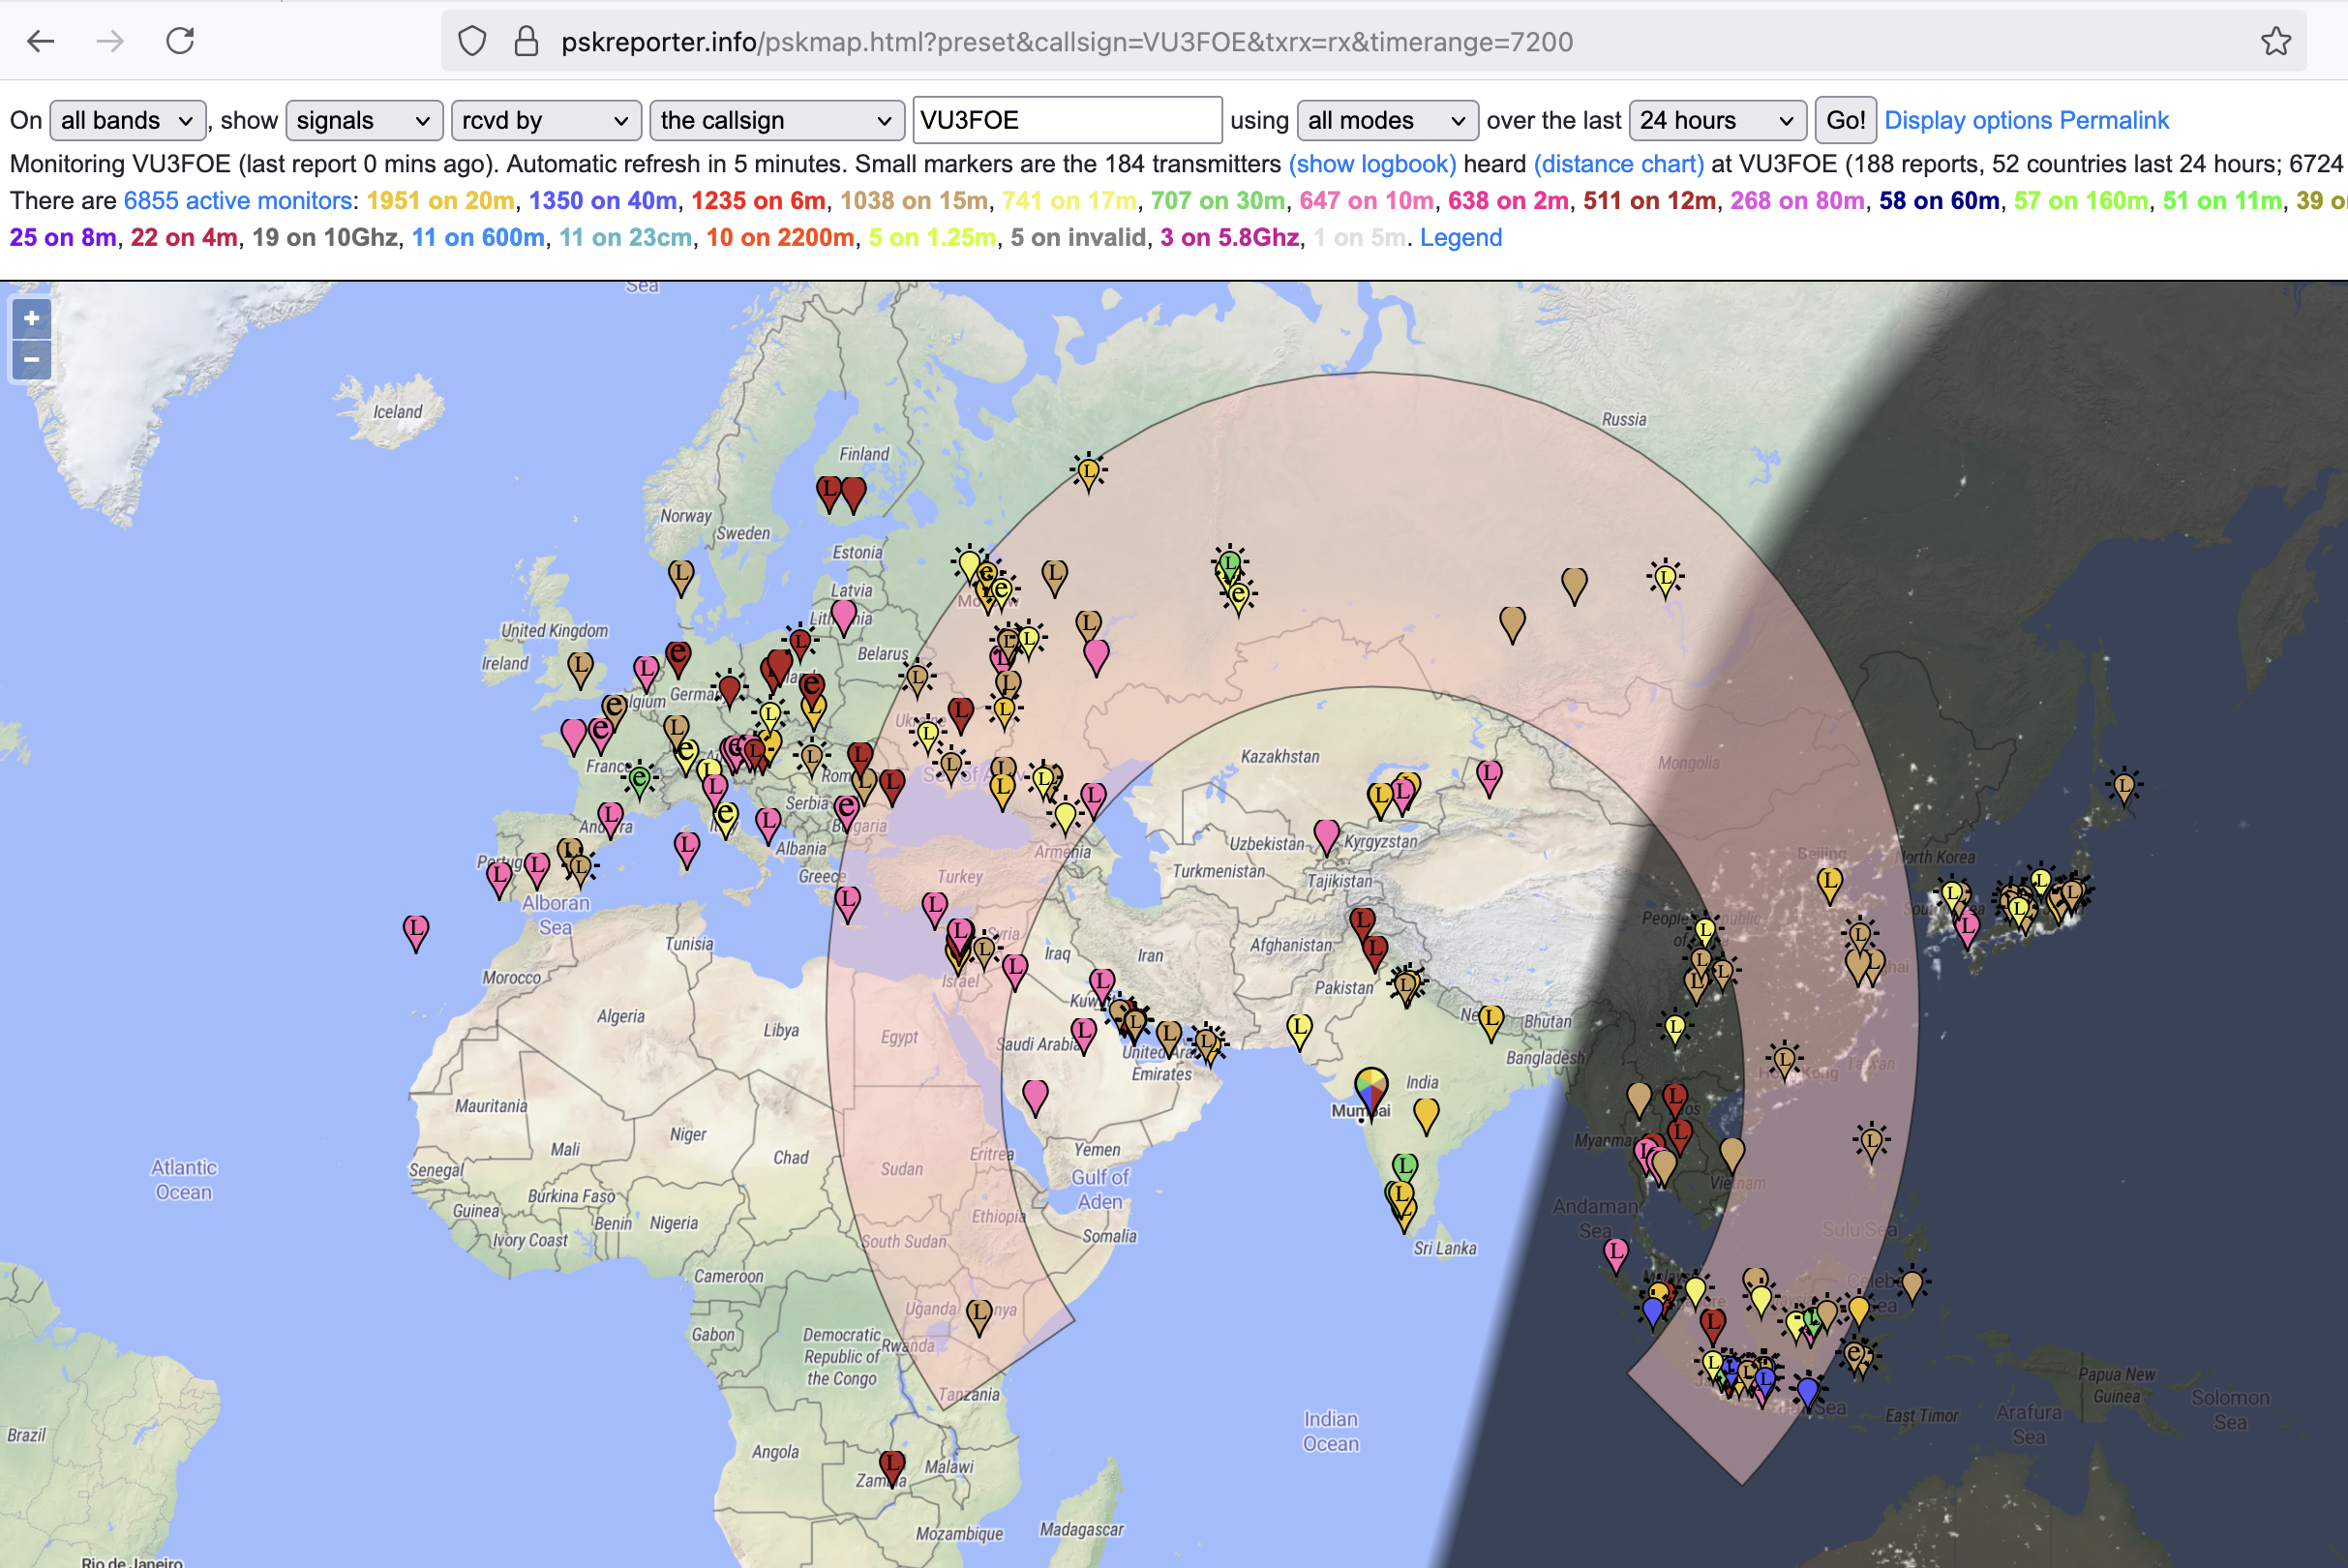 pskreporter.info/pskmap.html?preset&callsign=VU3FOE&txrx=rx&timerange=7200
On all bands , show signals rcvd by the callsign VU3FOE using all modes over the last 24 hours Go! Display options Permalink
Monitoring VU3FOE (last report 0 mins ago). Automatic refresh in 5 minutes. Small markers are the 184 transmitters (show logbook) heard (distance chart) at VU3FOE (188 reports, 52 countries last 24 hours; 6724
There are 6855 active monitors: 1951 on 20m, 1350 on 40m, 1235 on 6m, 1038 on 15m, 741 on 17m, 707 on 30m, 647 on 10m, 638 on 2m, 511 on 12m, 268 on 80m, 58 on 60m, 57 on 160m, 51 on 11m, 39 o
25 on 8m, 22 on 4m, 19 on 10Ghz, 11 on 600m, 11 on 23cm, 10 on 2200m, 5 on 1.25m, 5 on invalid, 3 on 5.8Ghz, 1 on 5m. Legend
Sea
+
−
Iceland
Russia
Finland
Norway
Sweden
Estonia
Latvia
United Kingdom
Ireland
Belarus
Kazakhstan
Mongolia
Serbia
Beijing
Uzbekistan
Kyrgyzstan
Armenia
Albania
North Korea
Turkmenistan
Greece
Turkey
Tajikistan
Alboran
Sea
Tunisia
Syria
Afghanistan
Iraq
Iran
Morocco
Israel
Pakistan
Algeria
Libya
Egypt
Bhutan
Saudi Arabia
Bangladesh
Emirates
India
Mauritania
Mumbai
Niger
Mali
Chad
Yemen
Eritrea
Myanmar
Senegal
Sudan
Atlantic
Ocean
Gulf of
Aden
Vietnam
Burkina Faso
Guinea
Benin
Nigeria
Ethiopia
Andaman
Sea
Ivory Coast
South Sudan
Somalia
Sri Lanka
Sulu Sea
Cameroon
Uganda
Gabon
Democratic
Republic of
the Congo
Rwanda
Tanzania
Papua New
Guinea
Solomon
Sea
Indian
Ocean
East Timor
Arafura
Sea
Brazil
Angola
Malawi
Zambia
Mozambique
Madagascar
Rio de Janeiro